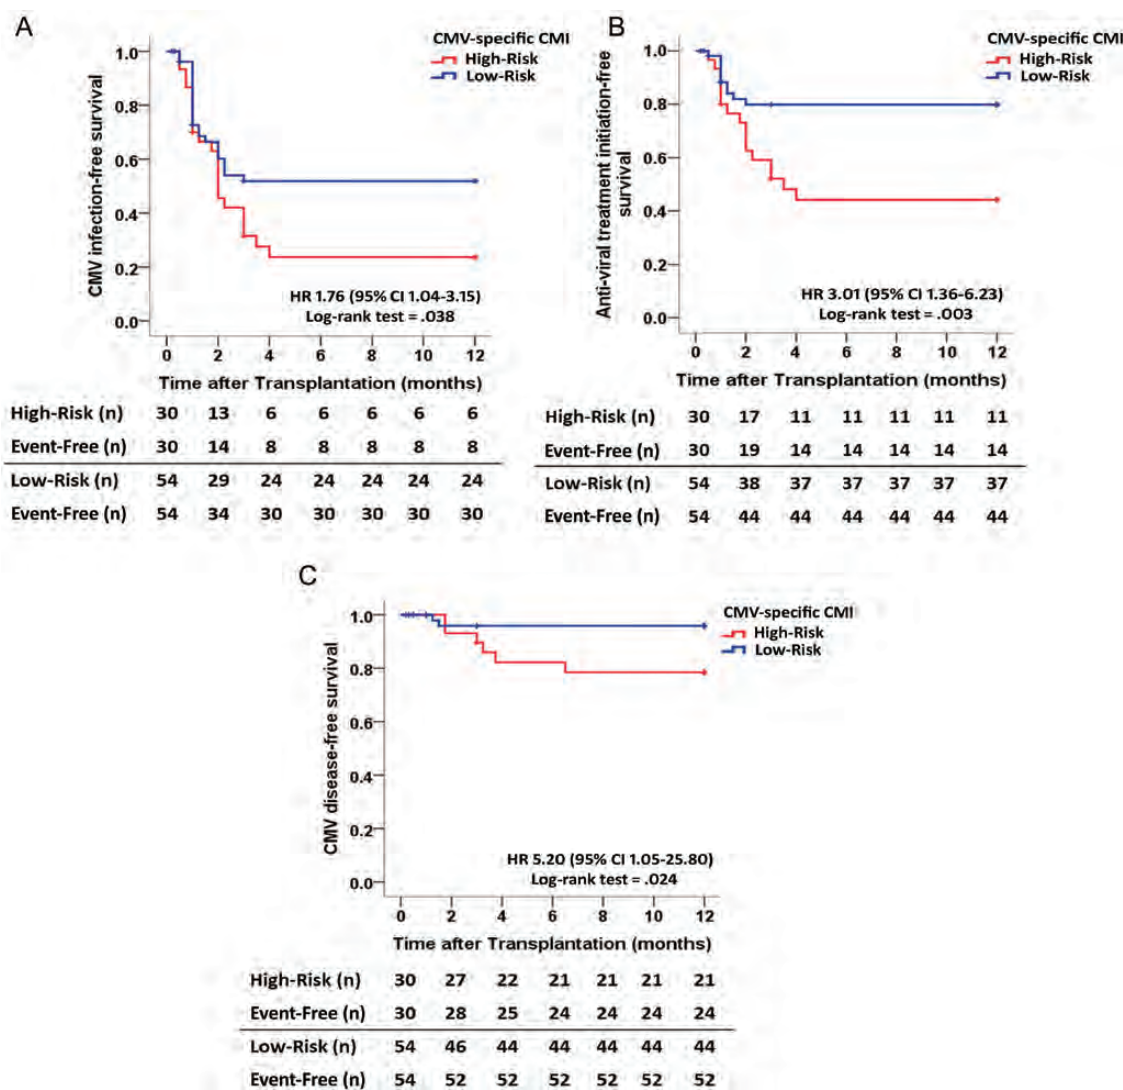 A
CMV-specific CMI
High-Risk
Low-Risk
1.0
0.8
0.6
0.4
0.2
0.0
CMV infection-free survival
HR 1.76 (95% CI 1.04-3.15)
Log-rank test = .038
0 2 4 6 8 10 12
Time after Transplantation (months)
High-Risk (n) 30 13 6 6 6 6 6
Event-Free (n) 30 14 8 8 8 8 8
Low-Risk (n) 54 29 24 24 24 24 24
Event-Free (n) 54 34 30 30 30 30 30
B
CMV-specific CMI
High-Risk
Low-Risk
1.0
0.8
0.6
0.4
0.2
0.0
Anti-viral treatment initiation-free
survival
HR 3.01 (95% CI 1.36-6.23)
Log-rank test = .003
0 2 4 6 8 10 12
Time after Transplantation (months)
High-Risk (n) 30 17 11 11 11 11 11
Event-Free (n) 30 19 14 14 14 14 14
Low-Risk (n) 54 38 37 37 37 37 37
Event-Free (n) 54 44 44 44 44 44 44
C
CMV-specific CMI
High-Risk
Low-Risk
1.0
0.8
0.6
0.4
0.2
0.0
CMV disease-free survival
HR 5.20 (95% CI 1.05-25.80)
Log-rank test = .024
0 2 4 6 8 10 12
Time after Transplantation (months)
High-Risk (n) 30 27 22 21 21 21 21
Event-Free (n) 30 28 25 24 24 24 24
Low-Risk (n) 54 46 44 44 44 44 44
Event-Free (n) 54 52 52 52 52 52 52